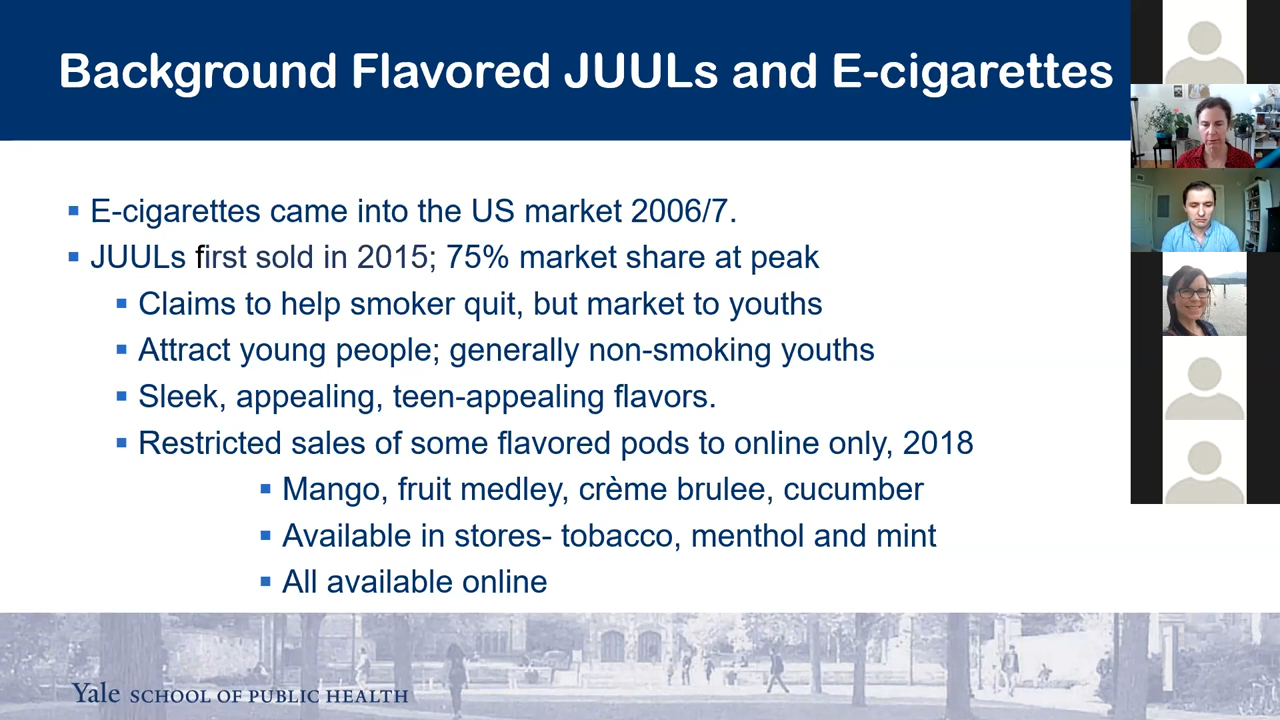 Background Flavored JUULs and E-cigarettes
E-cigarettes came into the US market 2006/7.
JUULs first sold in 2015; 75% market share at peak
Claims to help smoker quit, but market to youths
Attract young people; generally non-smoking youths
Sleek, appealing, teen-appealing flavors.
Restricted sales of some flavored pods to online only, 2018
Mango, fruit medley, crème brulee, cucumber
Available in stores- tobacco, menthol and mint
All available online
Yale SCHOOL OF PUBLIC HEALTH